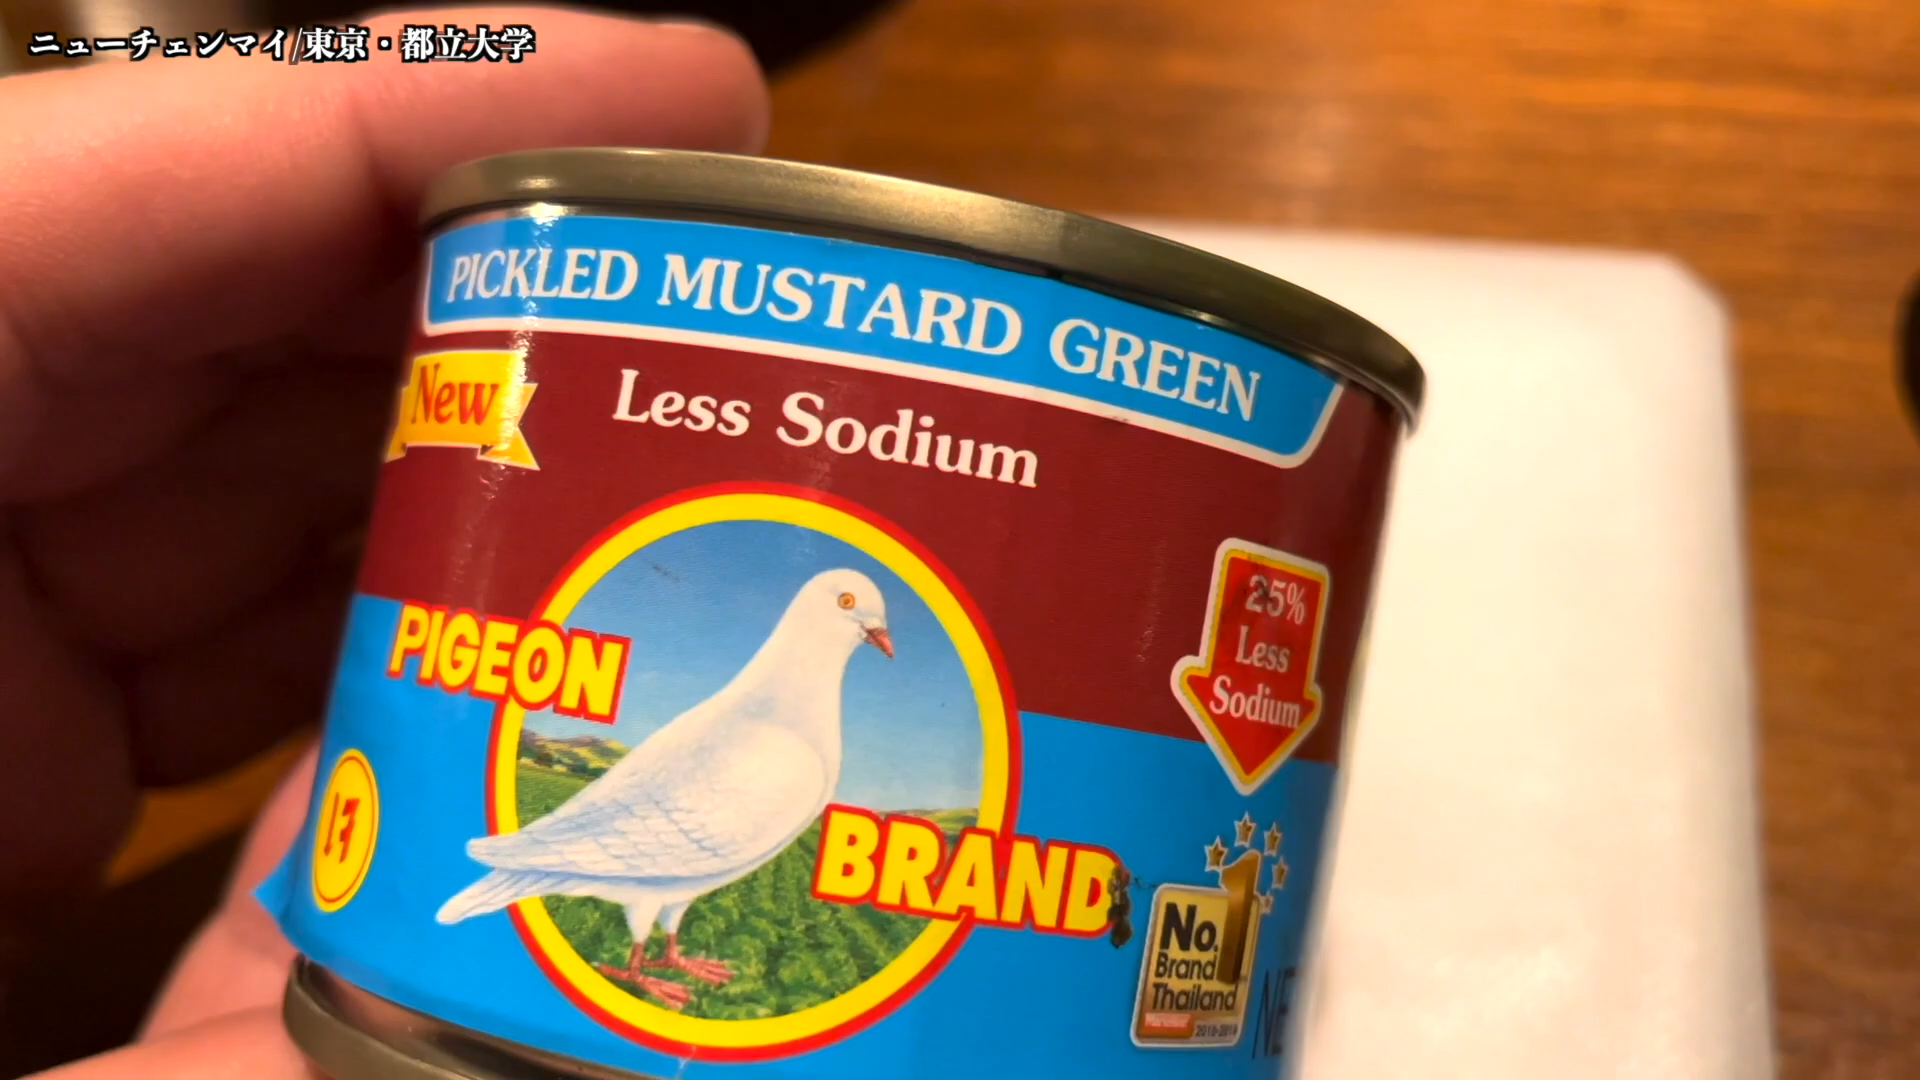 ニューチェンマイ/東京・都立大学
PICKLED MUSTARD GREEN
New
Less Sodium
25%
Less
Sodium
PIGEON
BRAND
No. 1
Brand
Thailand